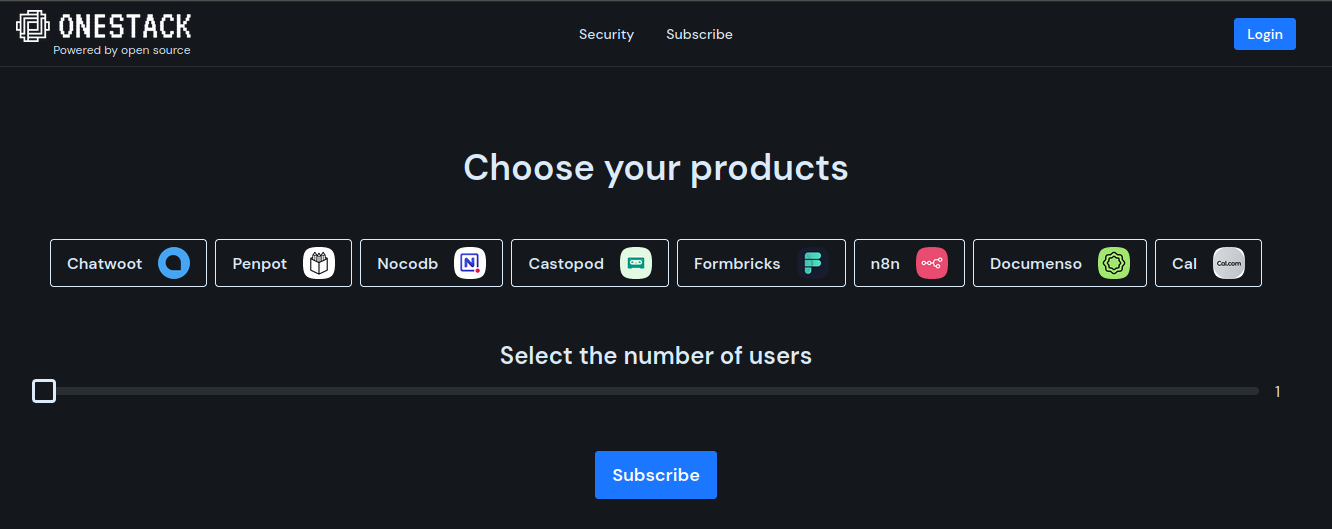 ONESTACK
Powered by open source
Security Subscribe
Login
Choose your products
Chatwoot Penpot Nocodb Castopod Formbricks n8n Documenso Cal Cal.com
Select the number of users
1
Subscribe